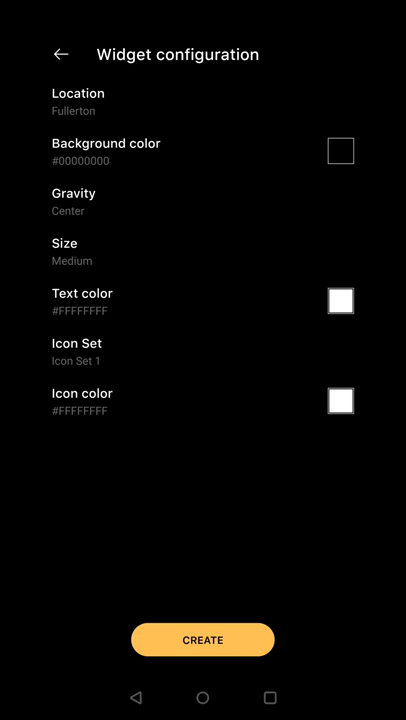 Widget configuration
Location
Fullerton
Background color
#00000000
Gravity
Center
Size
Medium
Text color
#FFFFFFFF
Icon Set
Icon Set 1
Icon color
#FFFFFFFF
CREATE